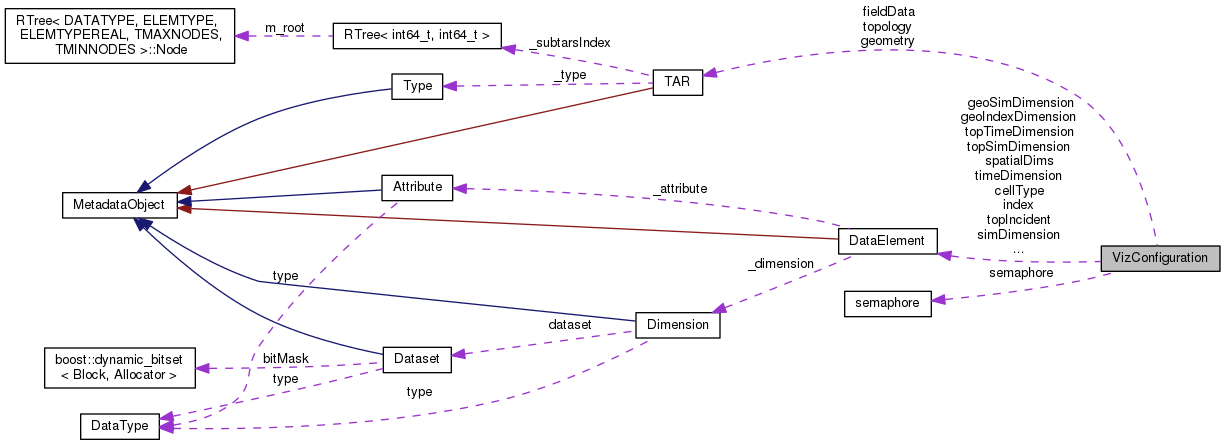 RTree< DATATYPE, ELEMTYPE,
ELEMTYPEREAL, TMAXNODES,
TMINNODES >::Node
m_root
RTree< int64_t, int64_t >
_subtarsIndex
fieldData
topology
geometry
Type
_type
TAR
geoSimDimension
geoIndexDimension
topTimeDimension
topSimDimension
spatialDims
timeDimension
cellType
index
topIncident
simDimension
...
MetadataObject
Attribute
_attribute
DataElement
VizConfiguration
type
_dimension
semaphore
semaphore
dataset
Dimension
boost::dynamic_bitset
< Block, Allocator >
bitMask
Dataset
type
type
DataType